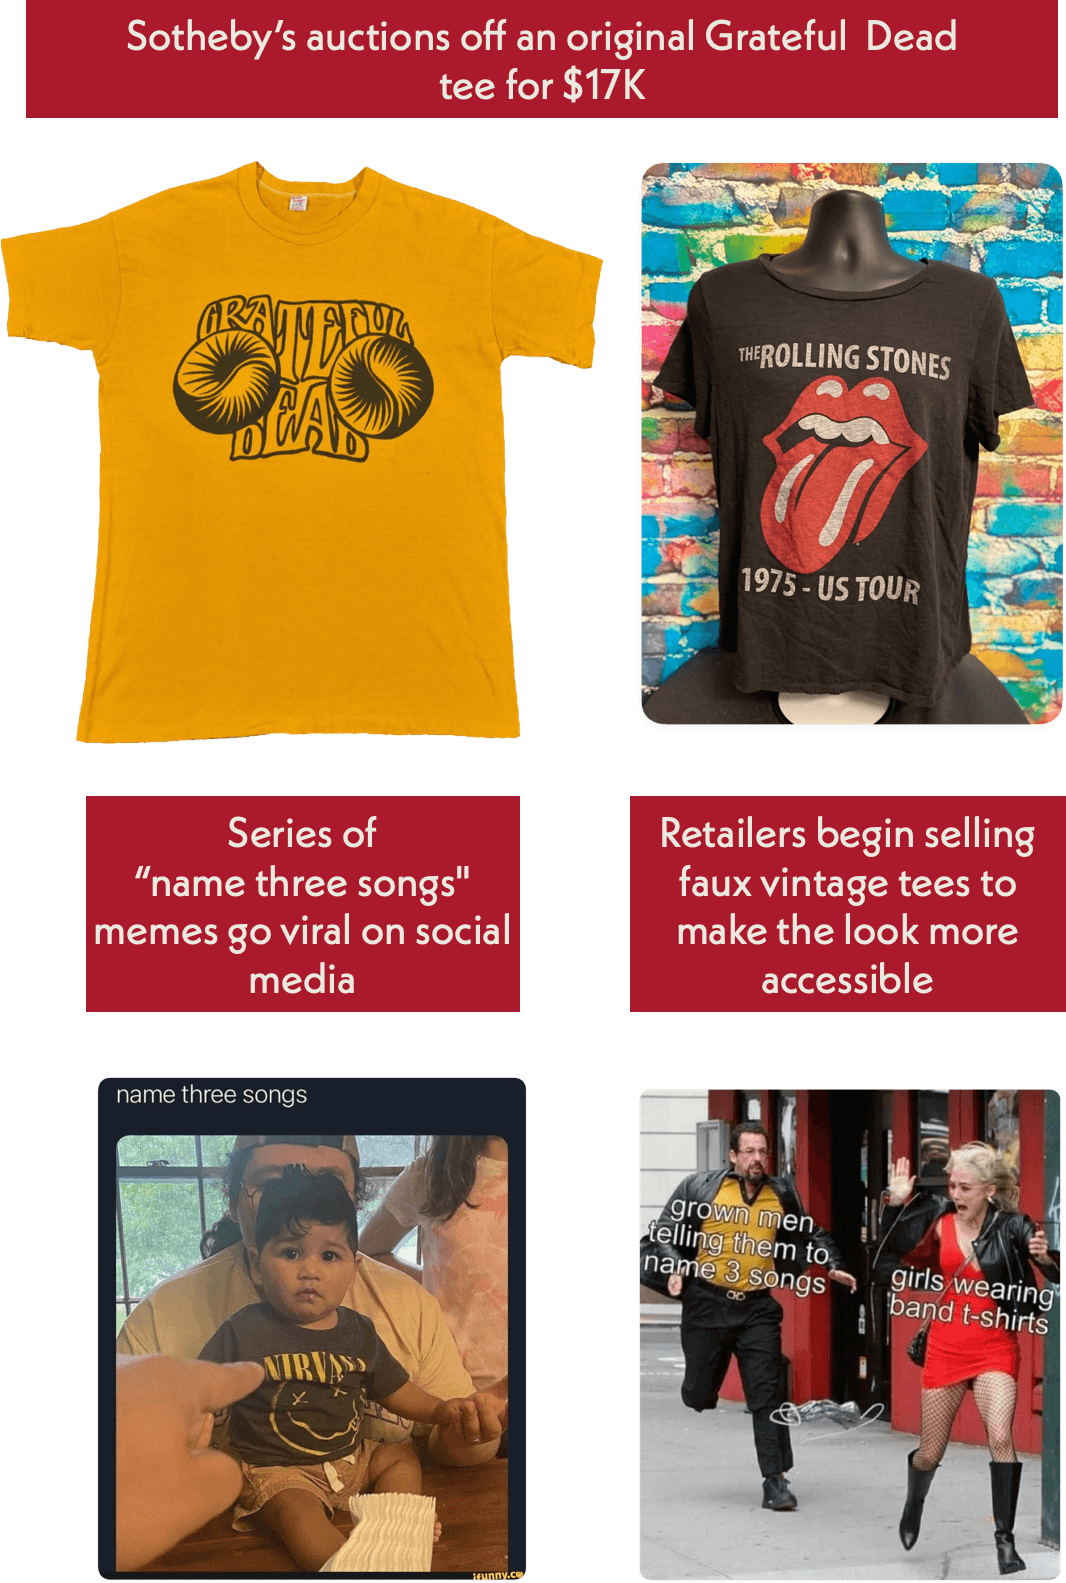 Sotheby’s auctions off an original Grateful Dead
tee for $17K
GRATEFUL
DEAD
THE ROLLING STONES
1975 - US TOUR
Series of
“name three songs"
memes go viral on social
media
Retailers begin selling
faux vintage tees to
make the look more
accessible
name three songs
NIRVANA
ifunny.co
grown men
telling them to
name 3 songs
girls wearing
band t-shirts